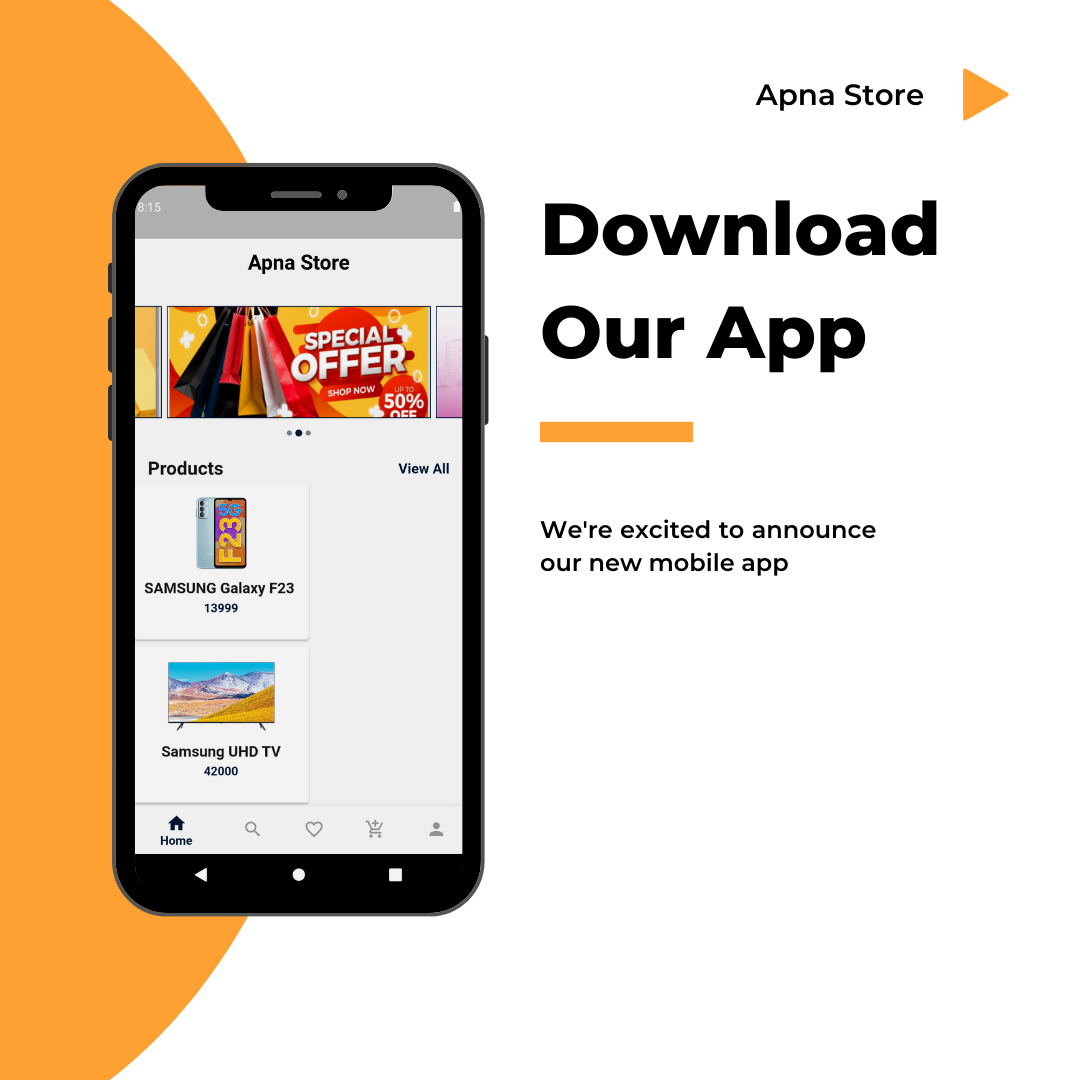 Apna Store
Download
Our App
We're excited to announce
our new mobile app
8:15
Apna Store
SPECIAL
OFFER
SHOP NOW
UP TO
50%
OFF
Products
View All
5G
F23
SAMSUNG Galaxy F23
13999
Samsung UHD TV
42000
Home